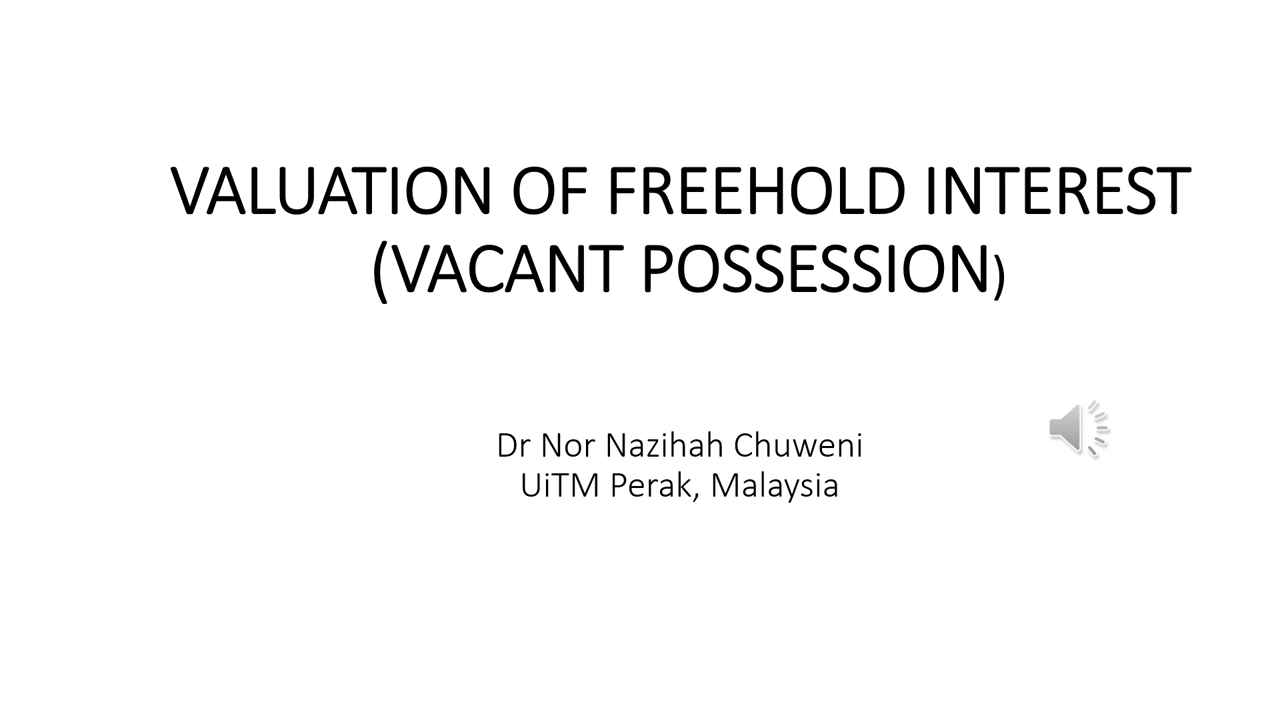 VALUATION OF FREEHOLD INTEREST
(VACANT POSSESSION)
Dr Nor Nazihah Chuweni
UiTM Perak, Malaysia